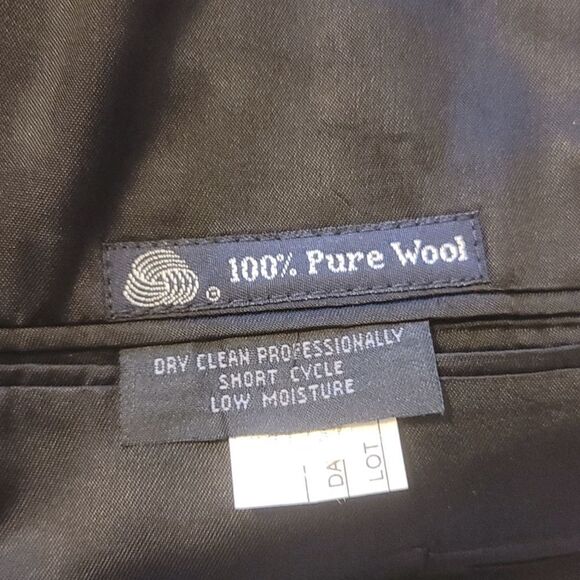 ® 100% Pure Wool
DRY CLEAN PROFESSIONALLY
SHORT CYCLE
LOW MOISTURE
DA
LOT